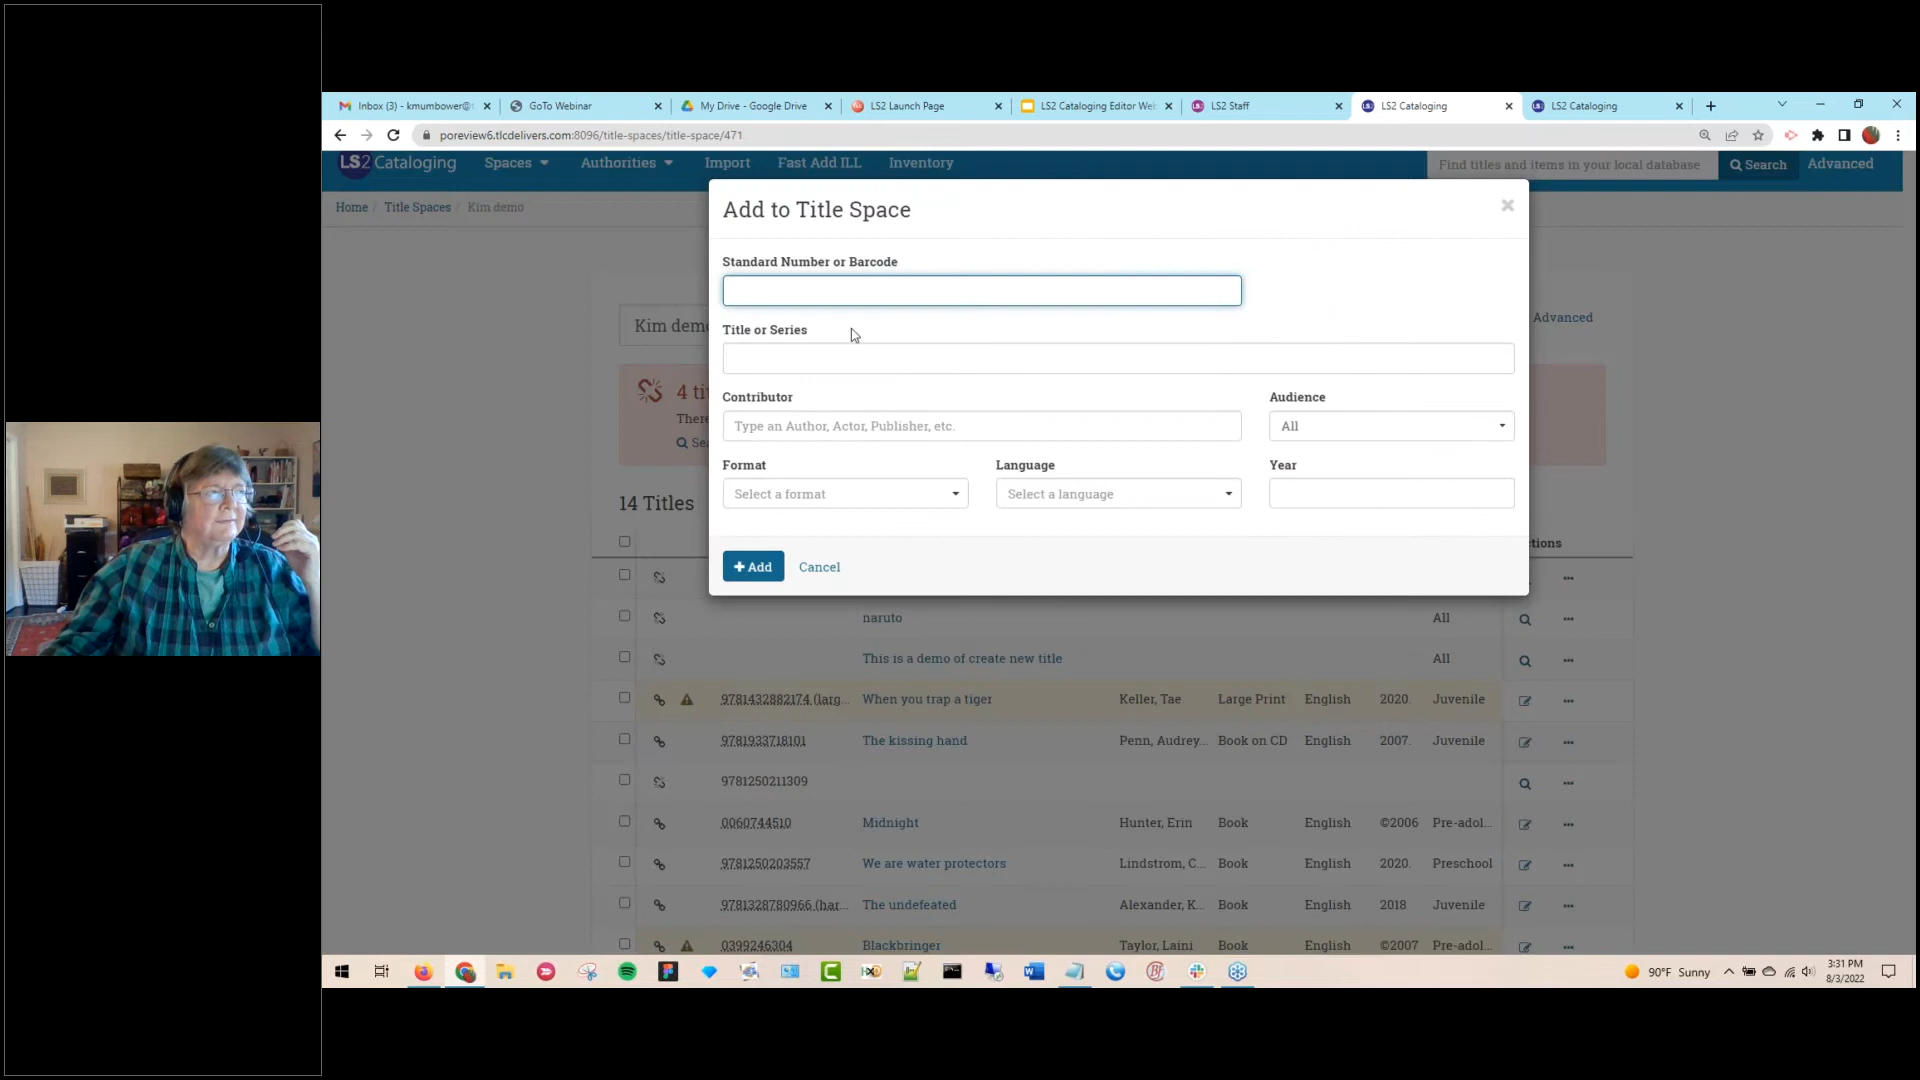 Inbox (3) - kmumbower@
GoTo Webinar
My Drive - Google Drive
LS2 Launch Page
LS2 Cataloging Editor Web
LS2 Staff
LS2 Cataloging
LS2 Cataloging
poreview6.tlcdelivers.com:8096/title-spaces/title-space/471
LS2 Cataloging
Spaces
Authorities
Import
Fast Add ILL
Inventory
Find titles and items in your local database
Search
Advanced
Home / Title Spaces / Kim demo
Add to Title Space
Standard Number or Barcode
Kim demo
Advanced
Title or Series
4 tit
There
Sea
Contributor
Audience
Type an Author, Actor, Publisher, etc.
All
Format
Language
Year
Select a format
Select a language
14 Titles
+ Add
Cancel
ctions
naruto All
This is a demo of create new title All
9781432882174 (larg... When you trap a tiger Keller, Tae Large Print English 2020. Juvenile
9781933718101 The kissing hand Penn, Audrey... Book on CD English 2007. Juvenile
9781250211309
0060744510 Midnight Hunter, Erin Book English ©2006 Pre-adol...
9781250203557 We are water protectors Lindstrom, C... Book English 2020. Preschool
9781328780966 (har... The undefeated Alexander, K... Book English 2018 Juvenile
0399246304 Blackbringer Taylor, Laini Book English ©2007 Pre-adol...
90°F Sunny
3:31 PM
8/3/2022